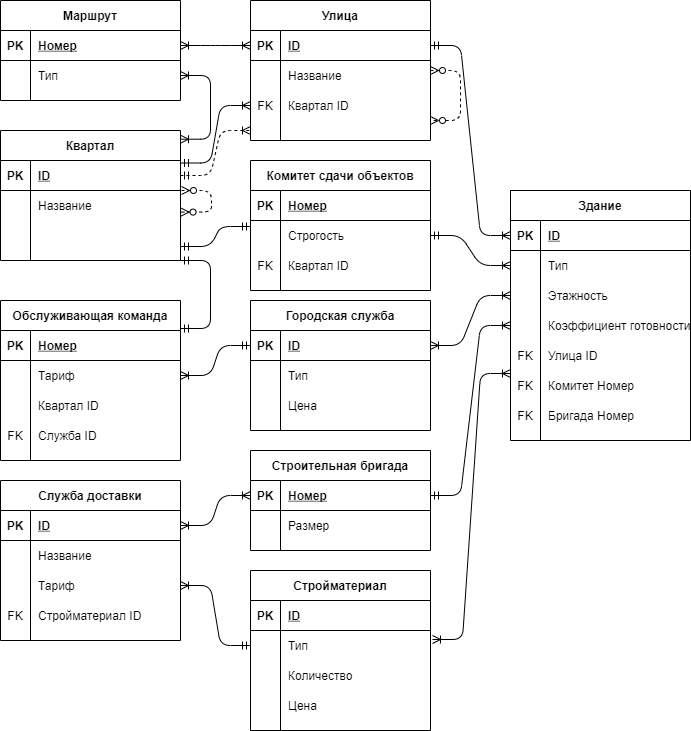 Маршрут
PK Номер
Тип
Улица
PK ID
Название
FK Квартал ID
Квартал
PK ID
Название
Комитет сдачи объектов
PK Номер
Строгость
FK Квартал ID
Здание
PK ID
Тип
Этажность
Коэффициент готовности
FK Улица ID
FK Комитет Номер
FK Бригада Номер
Обслуживающая команда
PK Номер
Тариф
Квартал ID
FK Служба ID
Городская служба
PK ID
Тип
Цена
Строительная бригада
PK Номер
Размер
Служба доставки
PK ID
Название
Тариф
FK Стройматериал ID
Стройматериал
PK ID
Тип
Количество
Цена